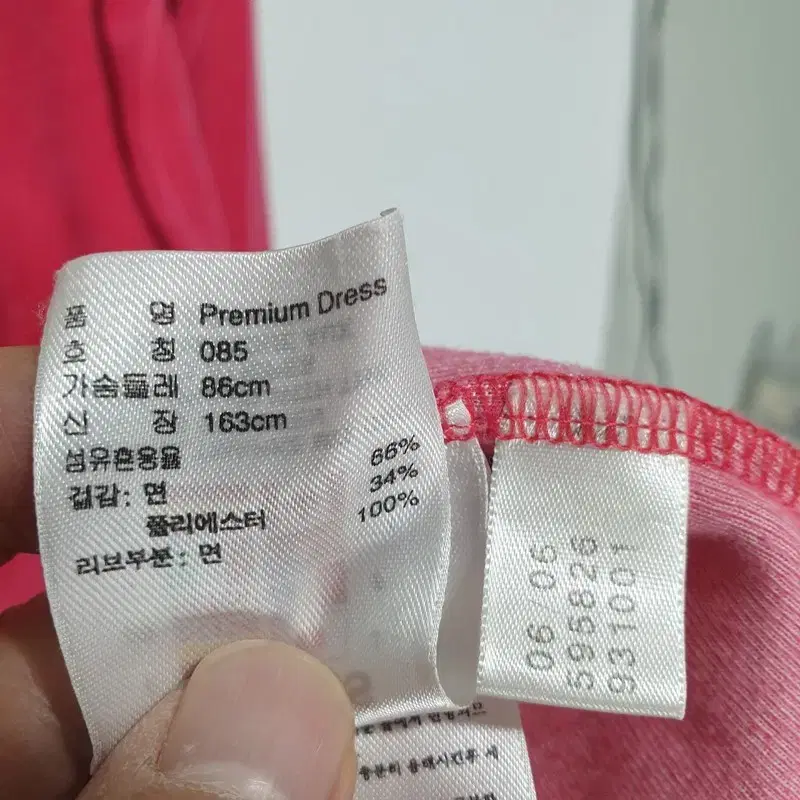 품 명 Premium Dress
호 칭 085
가슴둘레 86cm
신 장 163cm
섬유혼용율
겉감: 면 66%
폴리에스터 34%
리브부분: 면 100%
06/06
595826
931001